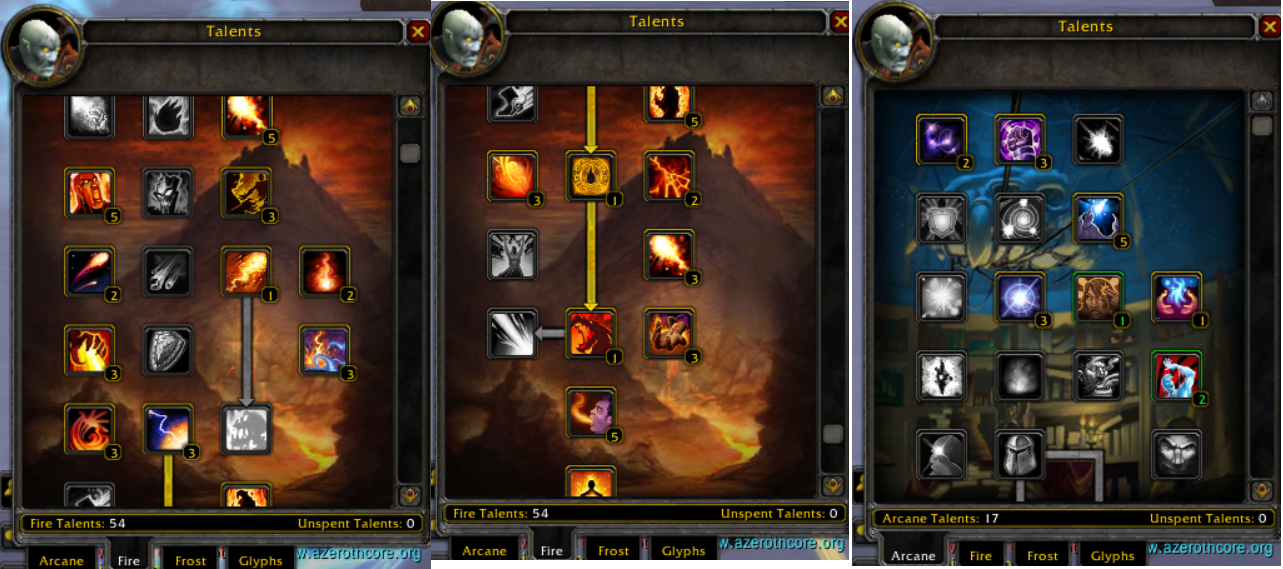 Talents
5
5
3
2
1
2
3
3
3
3
Fire Talents: 54
Unspent Talents: 0
Arcane
Fire
Frost
Glyphs
w.azerothcore.org
Talents
5
3
1
2
3
1
3
5
Fire Talents: 54
Unspent Talents: 0
Arcane
Fire
Frost
Glyphs
w.azerothcore.org
Talents
2
3
5
3
1
1
2
Arcane Talents: 17
Unspent Talents: 0
Arcane
Fire
Frost
Glyphs
w.azerothcore.org